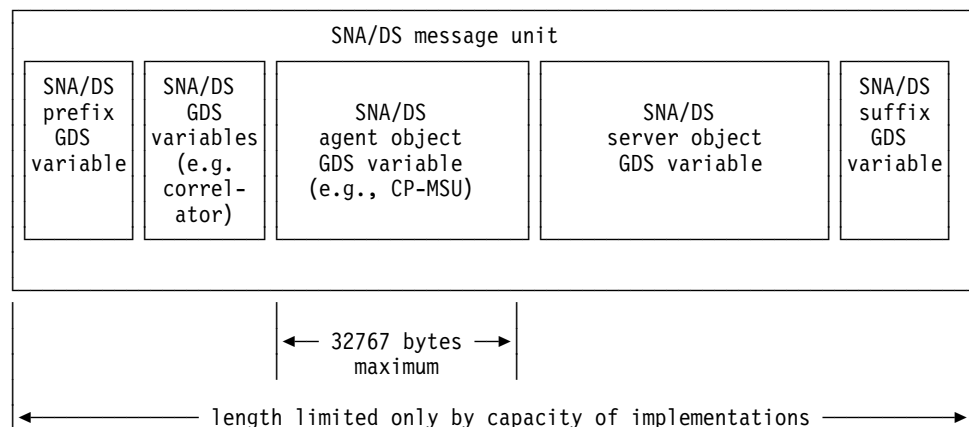 SNA/DS message unit
SNA/DS
prefix
GDS
variable
SNA/DS
GDS
variables
(e.g.
correl-
ator)
SNA/DS
agent object
GDS variable
(e.g., CP-MSU)
SNA/DS
server object
GDS variable
SNA/DS
suffix
GDS
variable
32767 bytes
maximum
length limited only by capacity of implementations